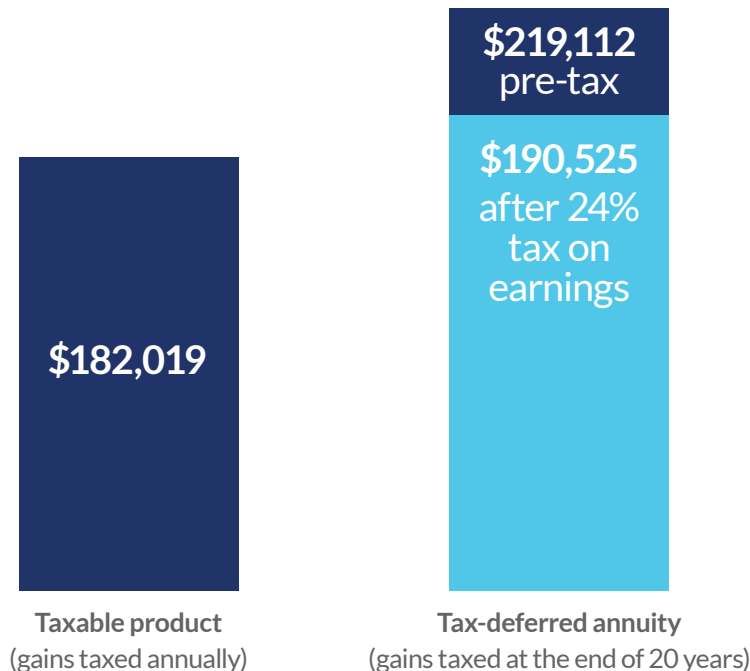 $219,112
pre-tax
$190,525
after 24%
tax on
earnings
$182,019
Taxable product
(gains taxed annually)
Tax-deferred annuity
(gains taxed at the end of 20 years)